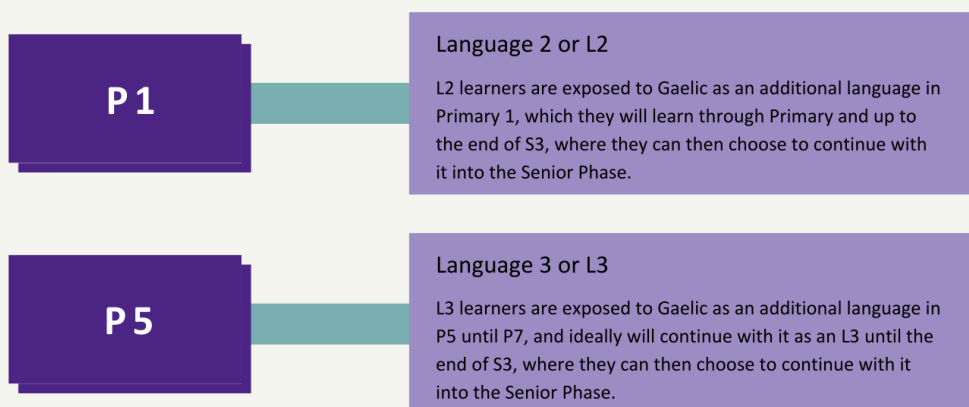 P 1
Language 2 or L2
L2 learners are exposed to Gaelic as an additional language in
Primary 1, which they will learn through Primary and up to
the end of S3, where they can then choose to continue with
it into the Senior Phase.
P 5
Language 3 or L3
L3 learners are exposed to Gaelic as an additional language in
P5 until P7, and ideally will continue with it as an L3 until the
end of S3, where they can then choose to continue with it
into the Senior Phase.